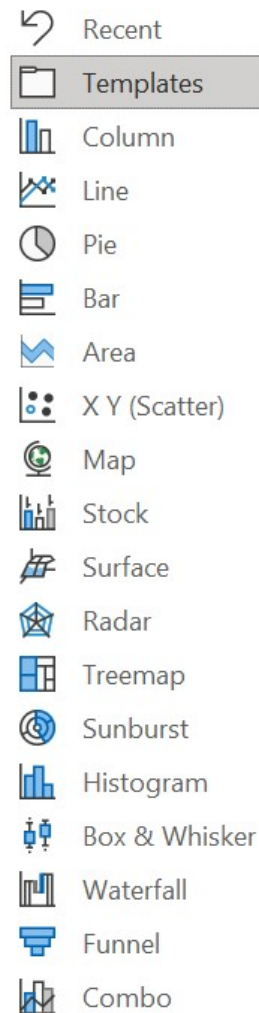 Recent
Templates
Column
Line
Pie
Bar
Area
X Y (Scatter)
Map
Stock
Surface
Radar
Treemap
Sunburst
Histogram
Box & Whisker
Waterfall
Funnel
Combo